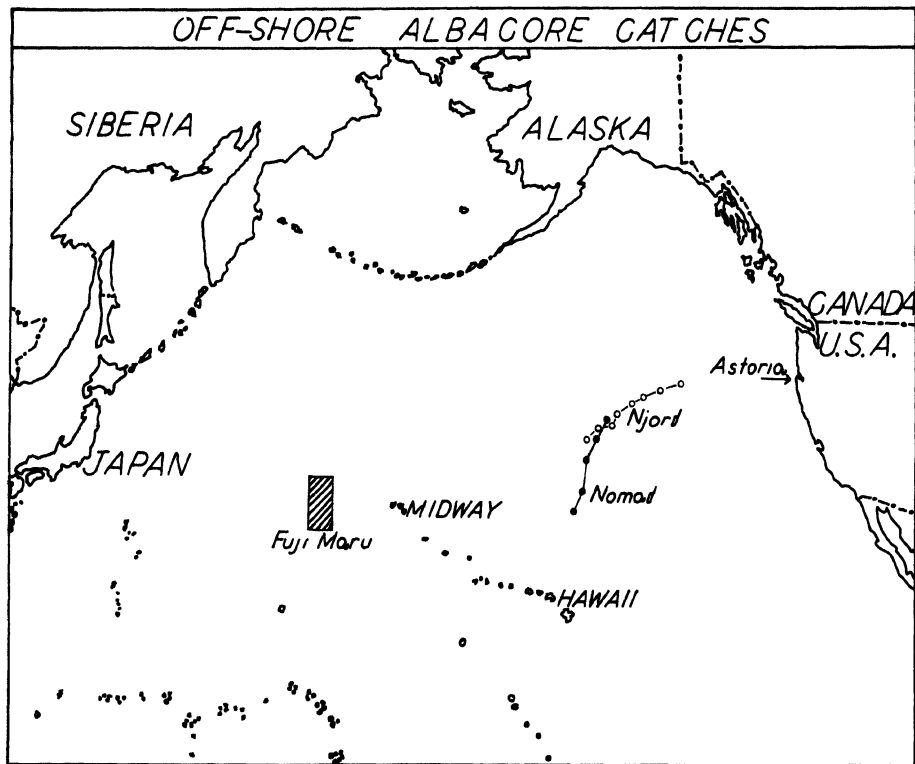 OFF-SHORE ALBACORE CATCHES
SIBERIA
ALASKA
CANADA
U.S.A.
Astoria
Njord
JAPAN
Nomad
MIDWAY
Fuji Maru
HAWAII